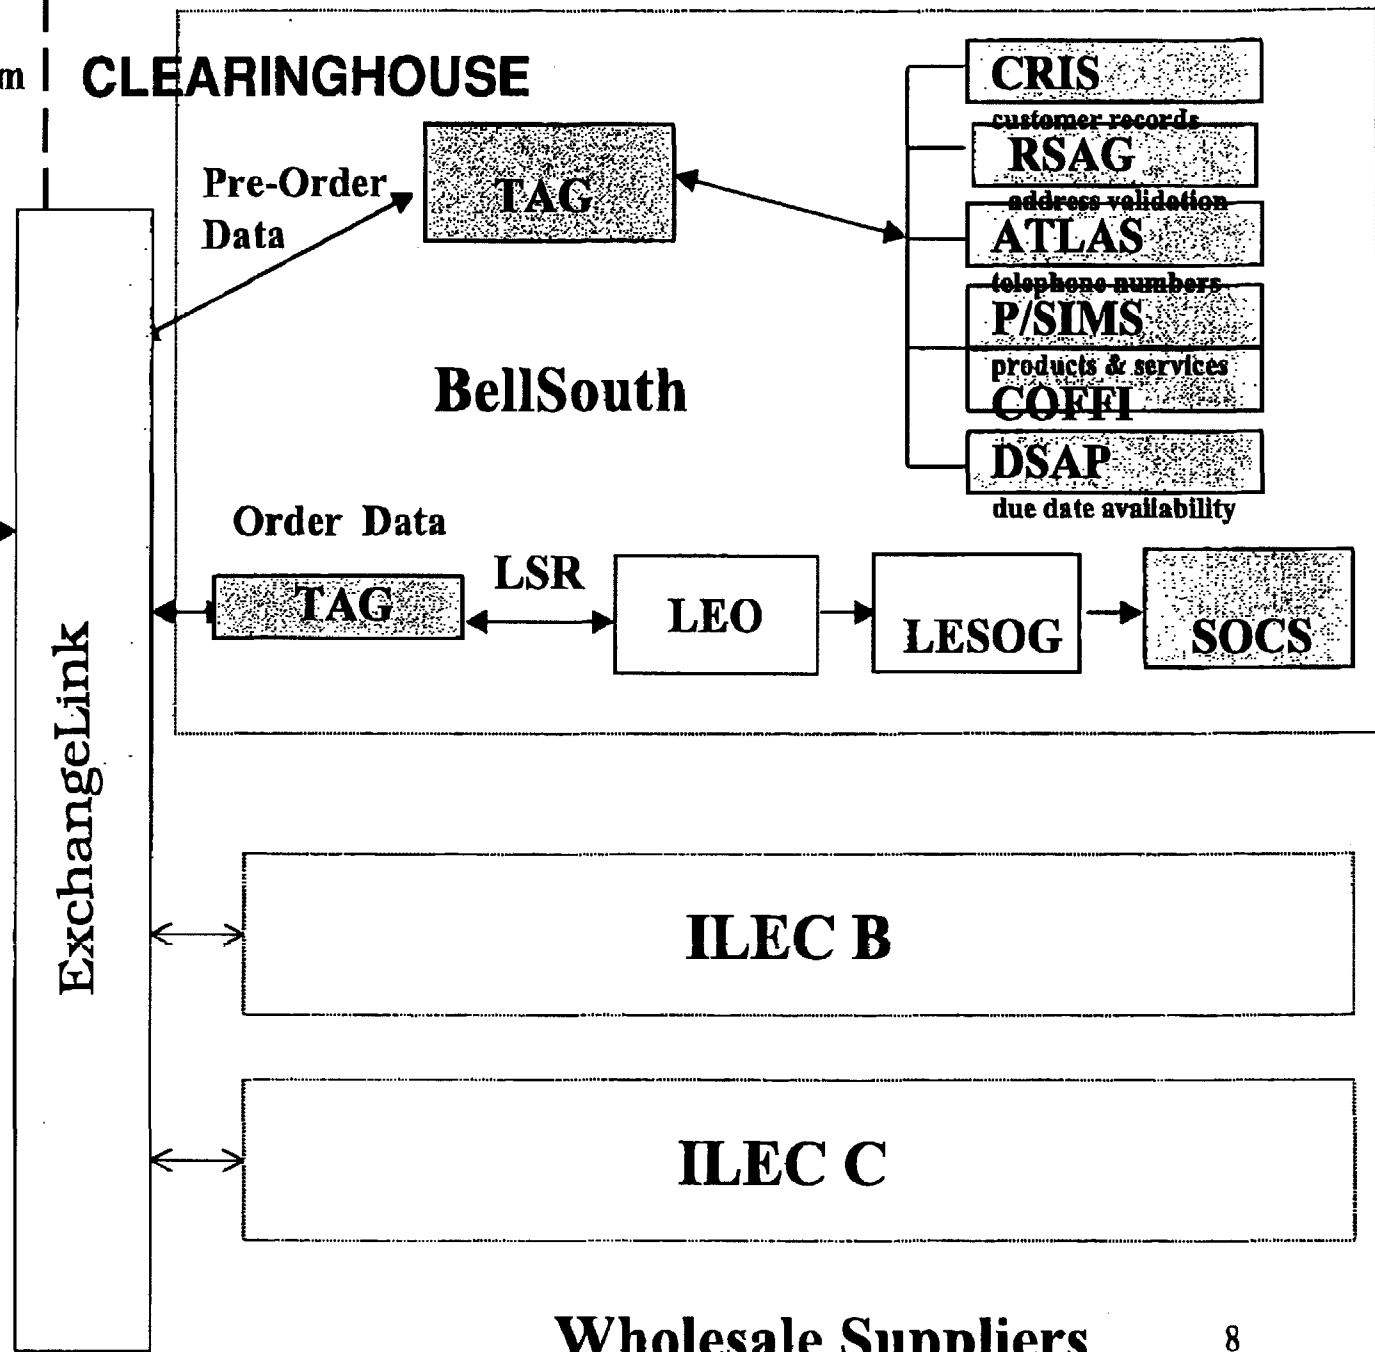 m
CLEARINGHOUSE
CRIS
customer records
RSAG
address validation
ATLAS
telephone numbers
P/SIMS
products & services
COFFI
DSAP
due date availability
Pre-Order
Data
TAG
BellSouth
Order Data
TAG
LSR
LEO
LESOG
SOCS
ExchangeLink
ILEC B
ILEC C
Wholesale Suppliers
8